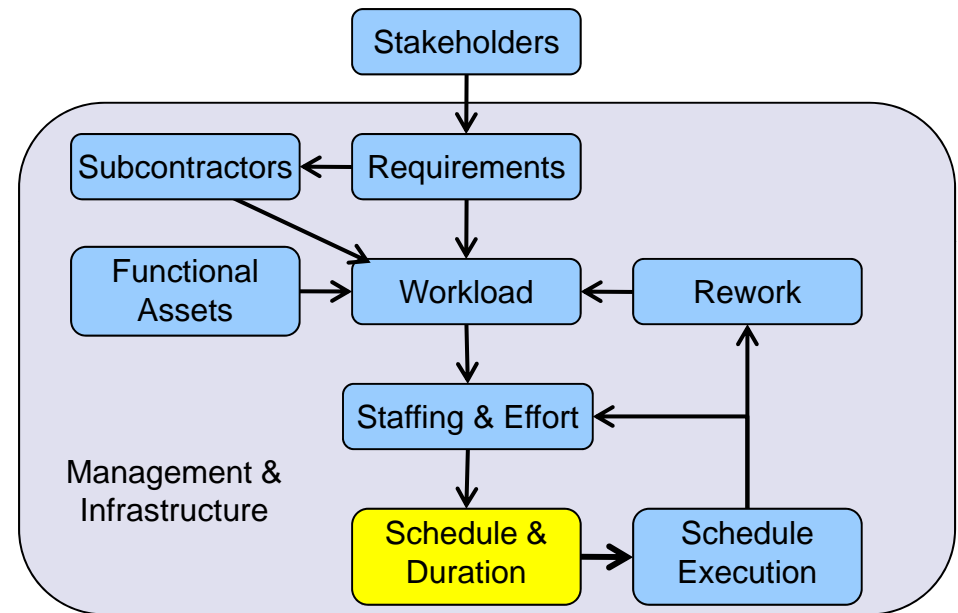 Stakeholders
Subcontractors
Requirements
Functional
Assets
Workload
Rework
Staffing & Effort
Management &
Infrastructure
Schedule &
Duration
Schedule
Execution